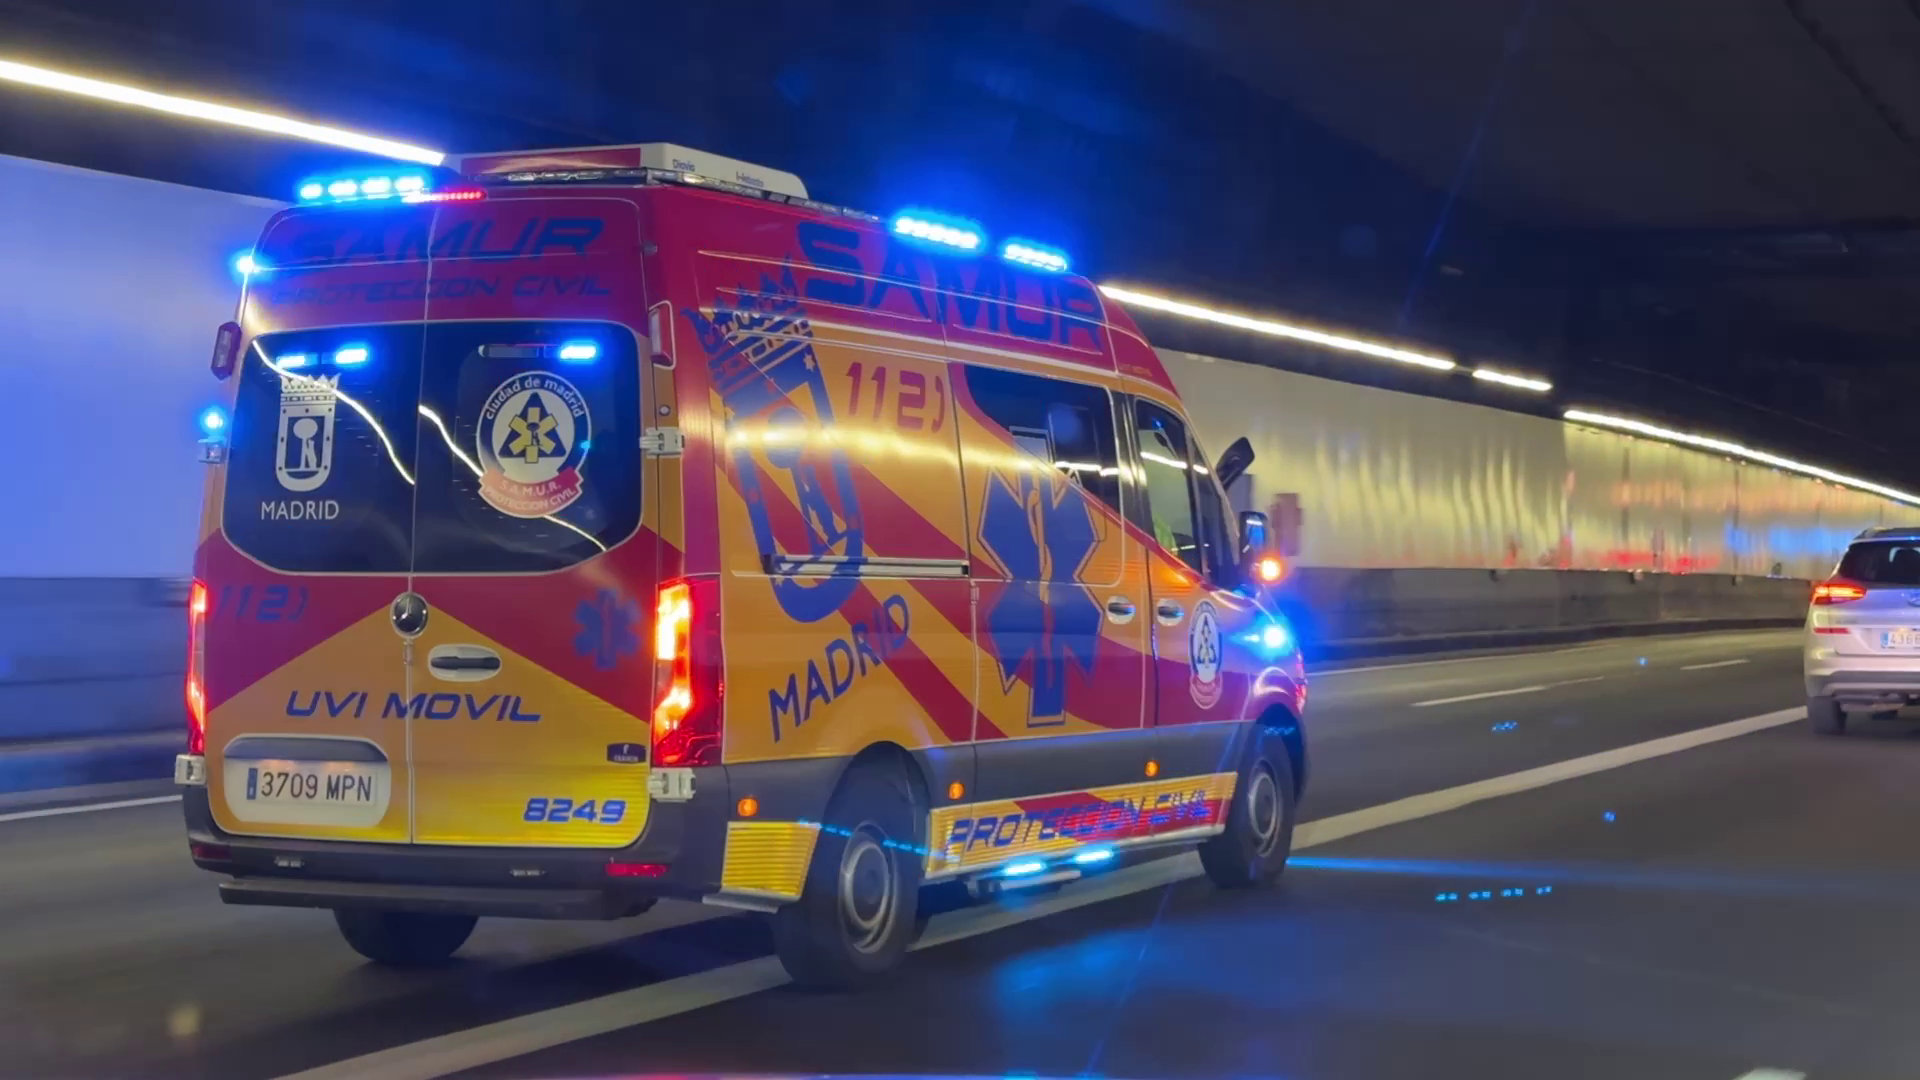 SAMUR
PROTECCION CIVIL
MADRID
ciudad de madrid
S.A.M.U.R.
PROTECCION CIVIL
112
UVI MOVIL
3709 MPN
8249
SAMUR
112
MADRID
PROTECCION CIVIL